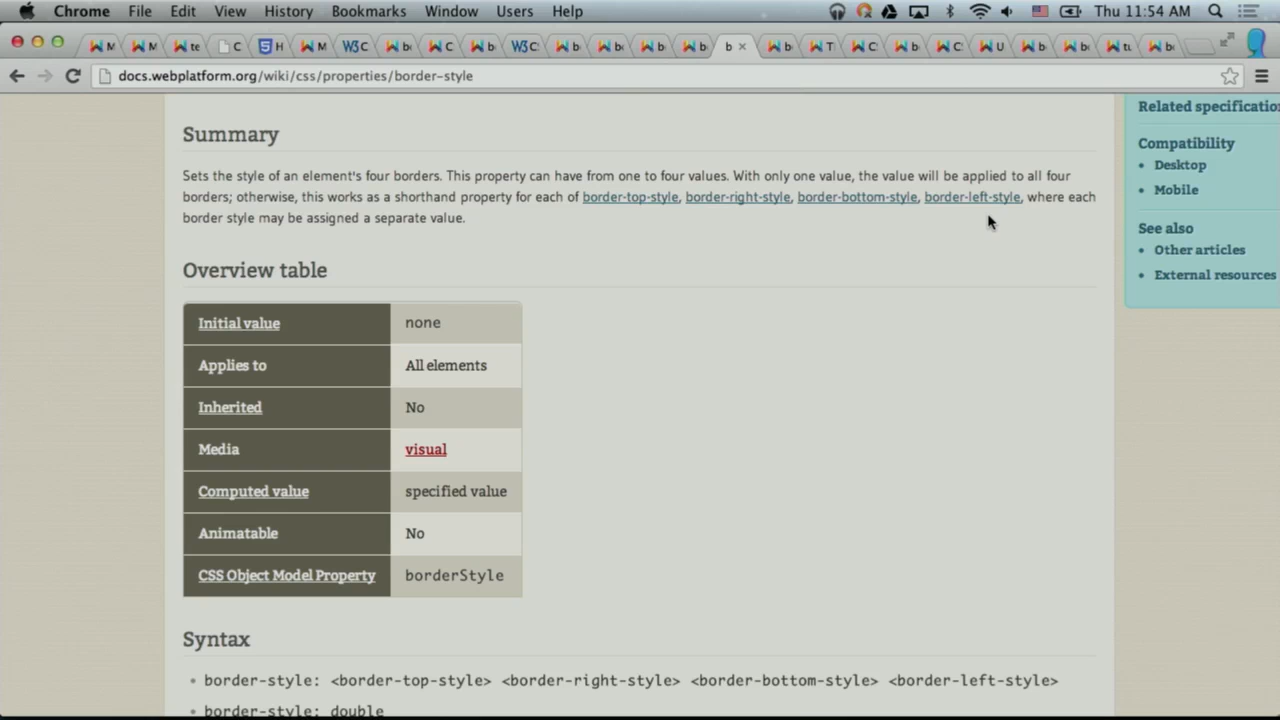 Chrome File Edit View History Bookmarks Window Users Help Thu 11:54 AM
M M te C H M W3C b C b W3C b b b b b b T C b C U b b tu b
docs.webplatform.org/wiki/css/properties/border-style
Related specificatio
Summary
Compatibility
Desktop
Sets the style of an element's four borders. This property can have from one to four values. With only one value, the value will be applied to all four
Mobile
borders; otherwise, this works as a shorthand property for each of border-top-style, border-right-style, border-bottom-style, border-left-style, where each
border style may be assigned a separate value.
See also
Other articles
External resources
Overview table
Initial value none
Applies to All elements
Inherited No
Media visual
Computed value specified value
Animatable No
CSS Object Model Property borderStyle
Syntax
border-style: <border-top-style> <border-right-style> <border-bottom-style> <border-left-style>
border-style: double